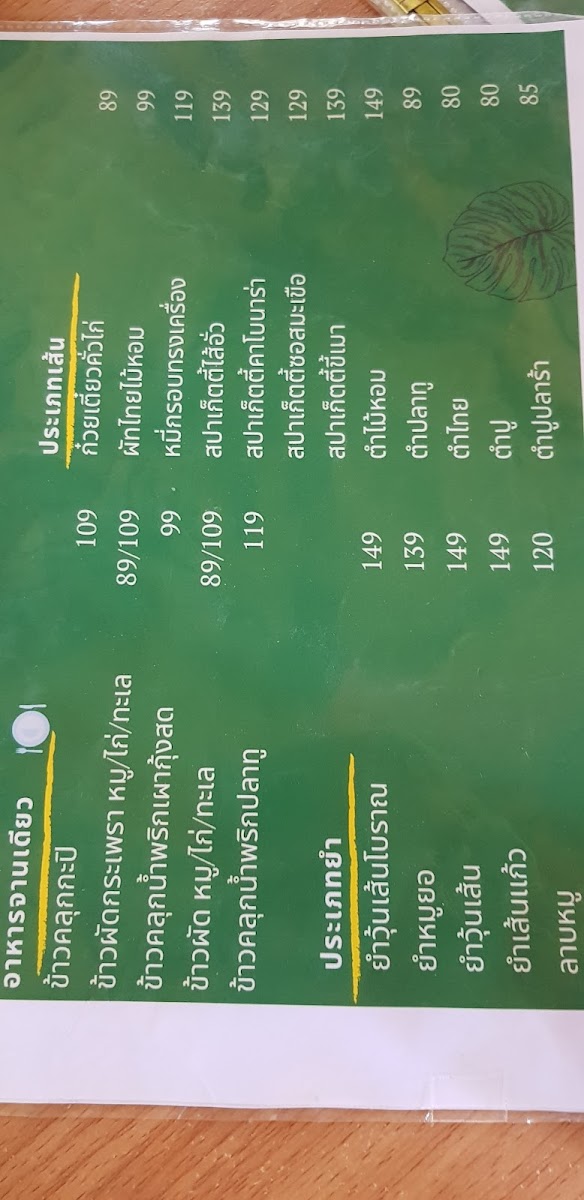 อาหารจานเดียว
ข้าวคลุกกะปิ 109
ข้าวผัดกระเพรา หมู/ไก่/ทะเล 89/109
ข้าวคลุกน้ำพริกเผากุ้งสด 99
ข้าวผัด หมู/ไก่/ทะเล 89/109
ข้าวคลุกน้ำพริกปลาทู 119
ประเภทยำ
ยำวุ้นเส้นโบราณ 149
ยำหมูยอ 139
ยำวุ้นเส้น 149
ยำเส้นแก้ว 149
ลาบหมู 120
ประเภทเส้น
ก๋วยเตี๋ยวคั่วไก่ 89
ผักไทยไม้หอม 99
หมี่กรอบทรงเครื่อง 119
สปาเก็ตตี้ไส้อั่ว 139
สปาเก็ตตี้คาโบนาร่า 129
สปาเก็ตตี้ซอสมะเขือ 129
สปาเก็ตตี้ขี้เมา 139
ตำไม้หอม 149
ตำปลาทู 89
ตำไทย 80
ตำปู 80
ตำปูปลาร้า 85